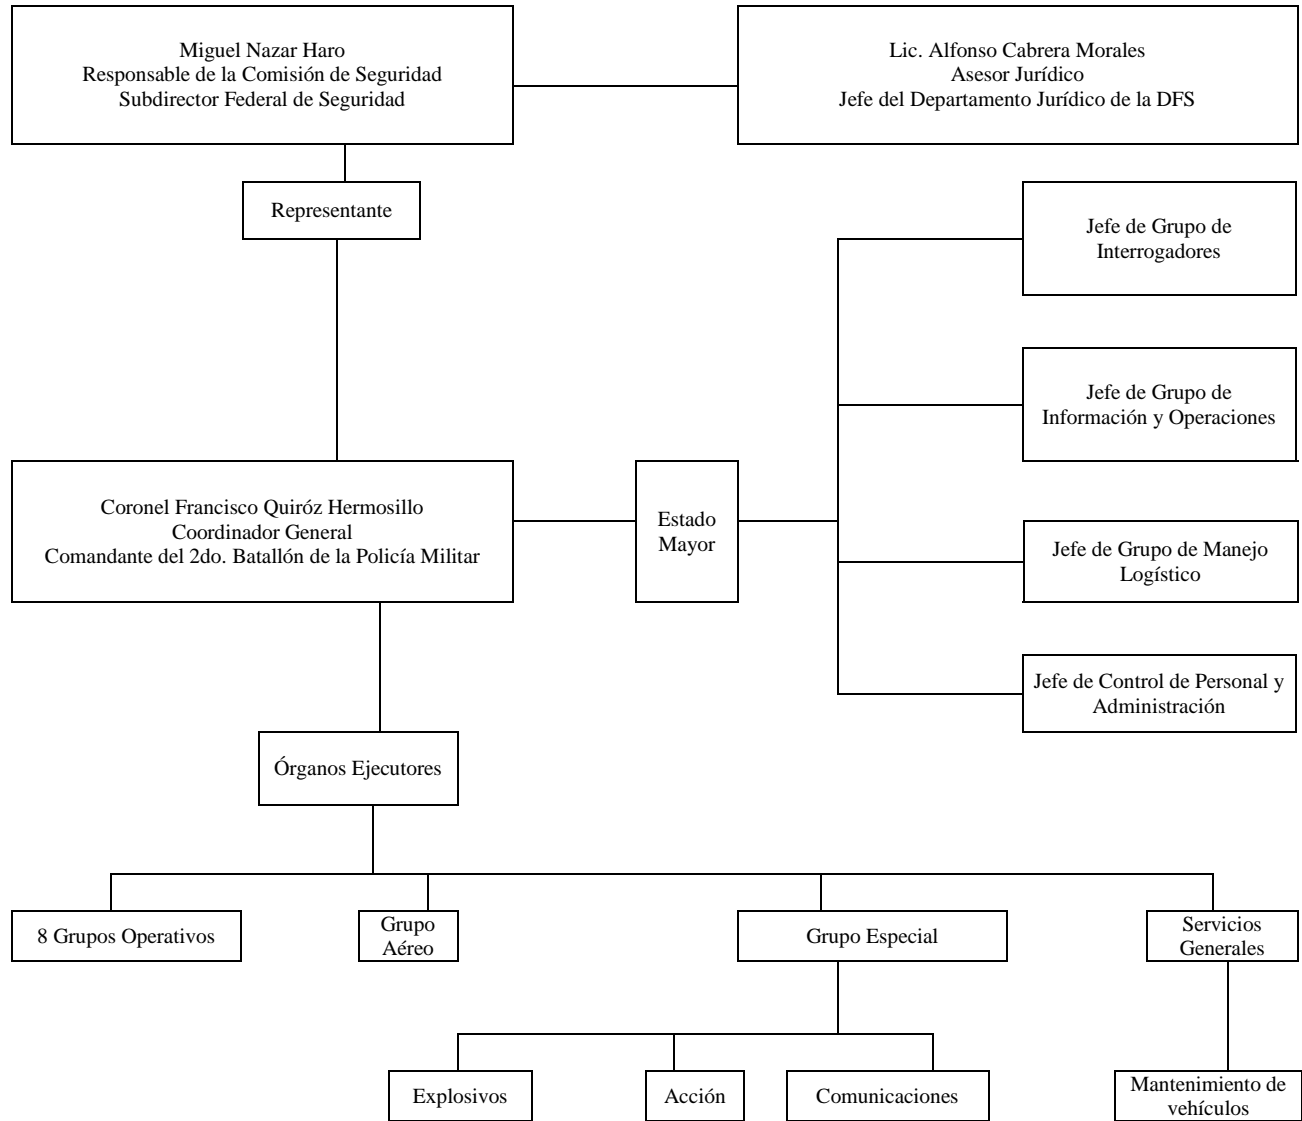 Miguel Nazar Haro
Responsable de la Comisión de Seguridad
Subdirector Federal de Seguridad
Lic. Alfonso Cabrera Morales
Asesor Jurídico
Jefe del Departamento Jurídico de la DFS
Representante
Jefe de Grupo de
Interrogadores
Jefe de Grupo de
Información y Operaciones
Coronel Francisco Quiróz Hermosillo
Coordinador General
Comandante del 2do. Batallón de la Policía Militar
Estado
Mayor
Jefe de Grupo de Manejo
Logístico
Jefe de Control de Personal y
Administración
Órganos Ejecutores
8 Grupos Operativos
Grupo
Aéreo
Grupo Especial
Servicios
Generales
Explosivos
Acción
Comunicaciones
Mantenimiento de
vehículos